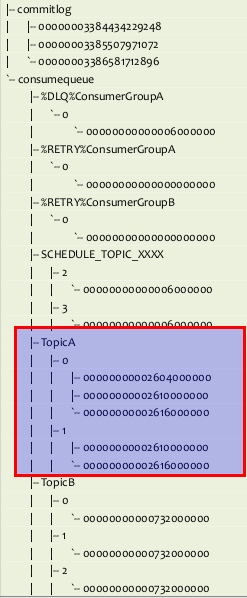 |-- commitlog
|   |-- 00000003384434229248
|   |-- 00000003385507971072
|   `-- 00000003386581712896
`-- consumequeue
|-- %DLQ%ConsumerGroupA
|   `-- 0
|       `-- 00000000000006000000
|-- %RETRY%ConsumerGroupA
|   `-- 0
|       `-- 00000000000000000000
|-- %RETRY%ConsumerGroupB
|   `-- 0
|       `-- 00000000000000000000
|-- SCHEDULE_TOPIC_XXXX
|   |-- 2
|   |   `-- 00000000000006000000
|   |-- 3
|   |   `-- 00000000000006000000
|-- TopicA
|   |-- 0
|   |   |-- 00000000002604000000
|   |   |-- 00000000002610000000
|   |   `-- 00000000002616000000
|   |-- 1
|   |   |-- 00000000002610000000
|   |   `-- 00000000002616000000
|-- TopicB
|   |-- 0
|   |   `-- 00000000000732000000
|   |-- 1
|   |   `-- 00000000000732000000
|   |-- 2
|   |   `-- 00000000000732000000